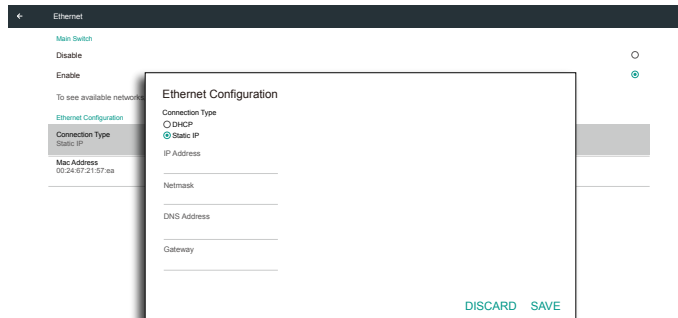 Ethernet
Main Switch
Disable
Enable
To see available networks
Ethernet Configuration
Connection Type
Static IP
Mac Address
00:24:67:21:57:ea
Ethernet Configuration
Connection Type
DHCP
Static IP
IP Address
Netmask
DNS Address
Gateway
DISCARD SAVE